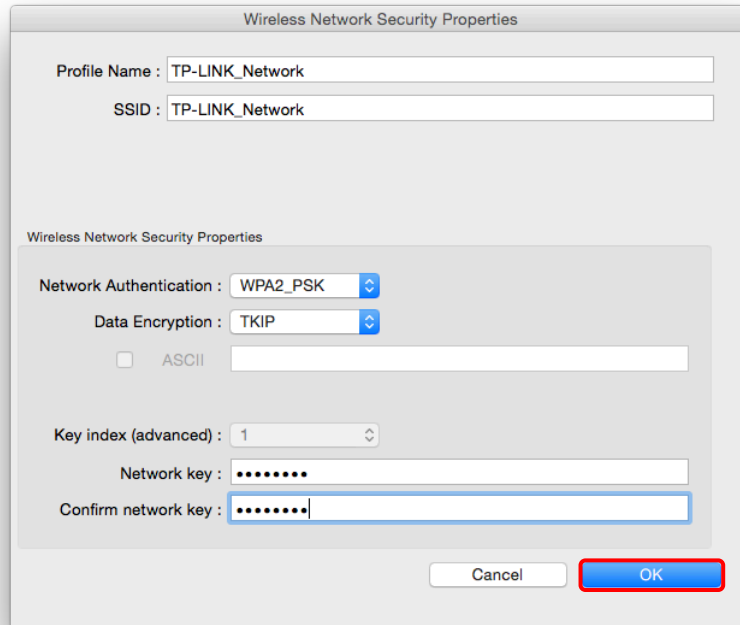 Wireless Network Security Properties
Profile Name : TP-LINK_Network
SSID : TP-LINK_Network
Wireless Network Security Properties
Network Authentication : WPA2_PSK
Data Encryption : TKIP
ASCII
Key index (advanced) : 1
Network key : ••••••••
Confirm network key : ••••••••
Cancel OK